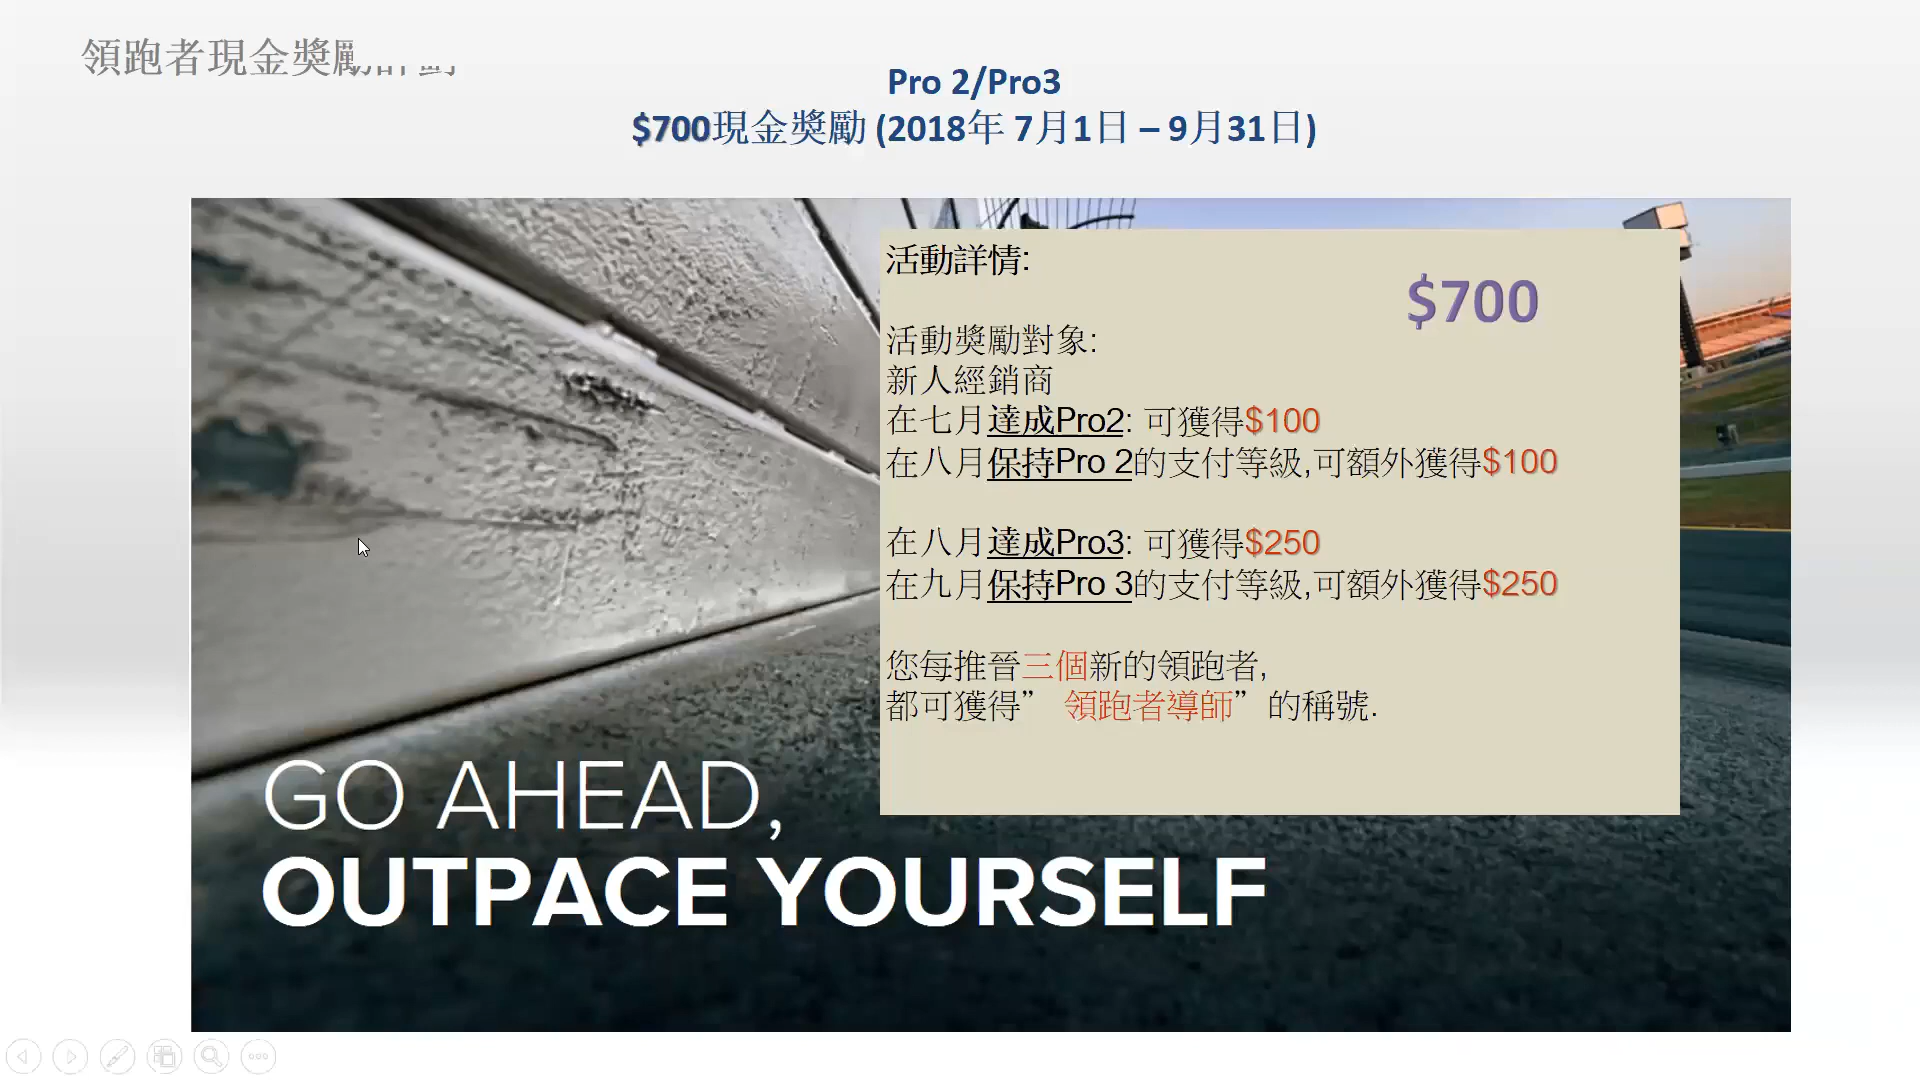 領跑者現金獎勵計劃
Pro 2/Pro3
$700現金獎勵 (2018年 7月1日 – 9月31日)
活動詳情:
$700
活動獎勵對象:
新人經銷商
在七月達成Pro2: 可獲得$100
在八月保持Pro 2的支付等級,可額外獲得$100
在八月達成Pro3: 可獲得$250
在九月保持Pro 3的支付等級,可額外獲得$250
您每推晉三個新的領跑者,
都可獲得” 領跑者導師”的稱號.
GO AHEAD,
OUTPACE YOURSELF